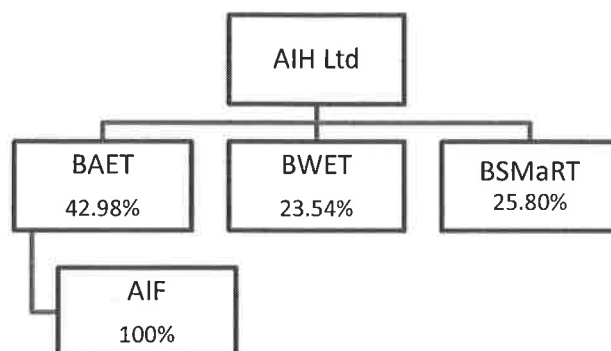 AIH Ltd
BAET
42.98%
BWET
23.54%
BSMaRT
25.80%
AIF
100%